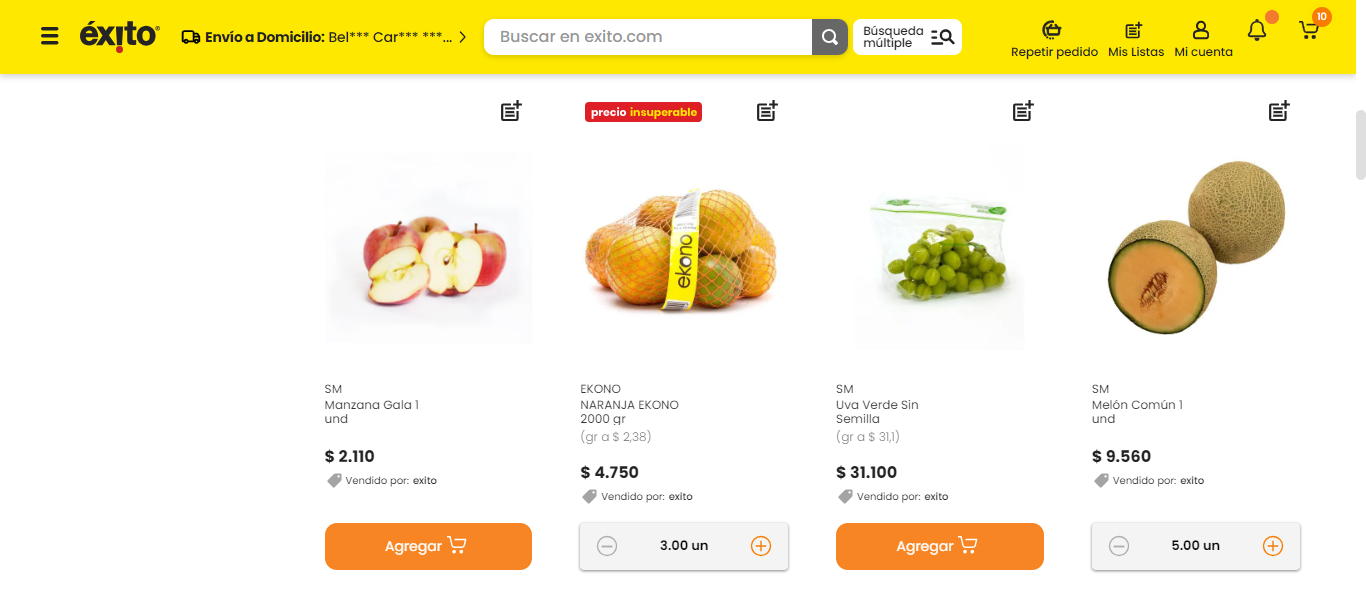 éxito
Envío a Domicilio: Bel*** Car*** ***...
Buscar en exito.com
Búsqueda
múltiple
Repetir pedido
Mis Listas
Mi cuenta
10
precio insuperable
ekono
SM
Manzana Gala 1
und
$ 2.110
Vendido por: exito
Agregar
EKONO
NARANJA EKONO
2000 gr
(gr a $ 2,38)
$ 4.750
Vendido por: exito
3.00 un
SM
Uva Verde Sin
Semilla
(gr a $ 31,1)
$ 31.100
Vendido por: exito
Agregar
SM
Melón Común 1
und
$ 9.560
Vendido por: exito
5.00 un